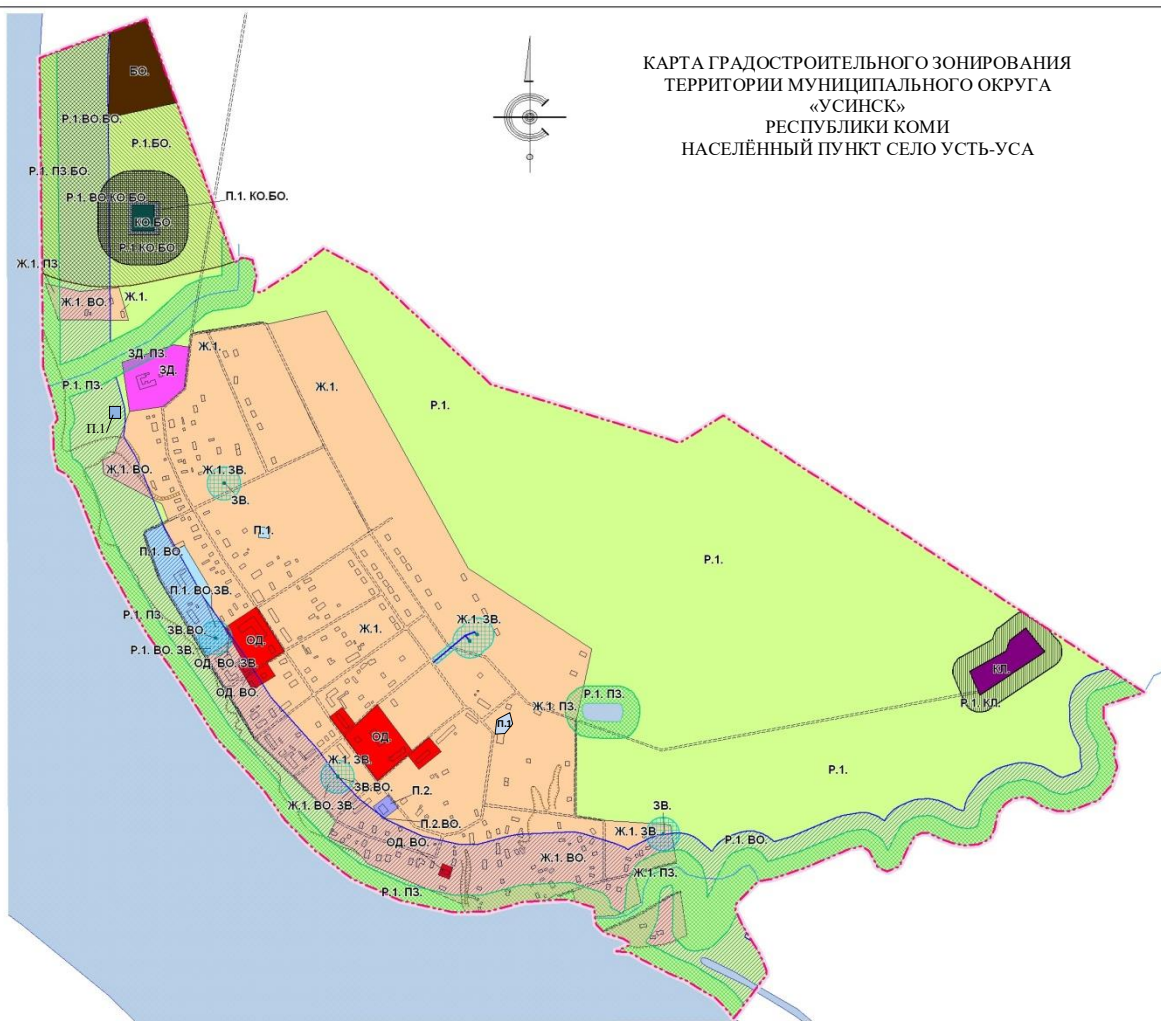 КАРТА ГРАДОСТРОИТЕЛЬНОГО ЗОНИРОВАНИЯ
ТЕРРИТОРИИ МУНИЦИПАЛЬНОГО ОКРУГА
«УСИНСК»
РЕСПУБЛИКИ КОМИ
НАСЕЛЁННЫЙ ПУНКТ СЕЛО УСТЬ-УСА
БО.
Р.1.ВО.БО.
Р.1.БО.
Р.1. ПЗ.БО.
Р.1. ВО.КО.БО.
П.1. КО.БО.
КО.БО.
Р.1.КО.БО.
Ж.1. ПЗ.
Ж.1. ВО.
Ж.1.
Ж.1.
ЗД. ПЗ.
ЗД.
Р.1. ПЗ.
Ж.1.
Р.1.
П.1
Ж.1. ВО.
Ж.1. ЗВ.
ЗВ.
П.1.
П.1. ВО.
Р.1.
П.1. ВО.ЗВ.
Р.1. ПЗ.
ЗВ.ВО.
Ж.1. ЗВ.
Ж.1.
ОД.
Р.1. ВО. ЗВ.
ОД. ВО.ЗВ.
КЛ.
ОД. ВО.
Р.1. ПЗ.
Р.1. КЛ.
Ж.1. ПЗ.
П.1
ОД.
Ж.1. ЗВ.
Р.1.
ЗВ.ВО.
П.2.
Ж.1. ВО. ЗВ.
ЗВ.
П.2.ВО.
Ж.1. ЗВ.
ОД. ВО.
Р.1. ВО.
Ж.1. ВО.
Ж.1. ПЗ.
Р.1. ПЗ.